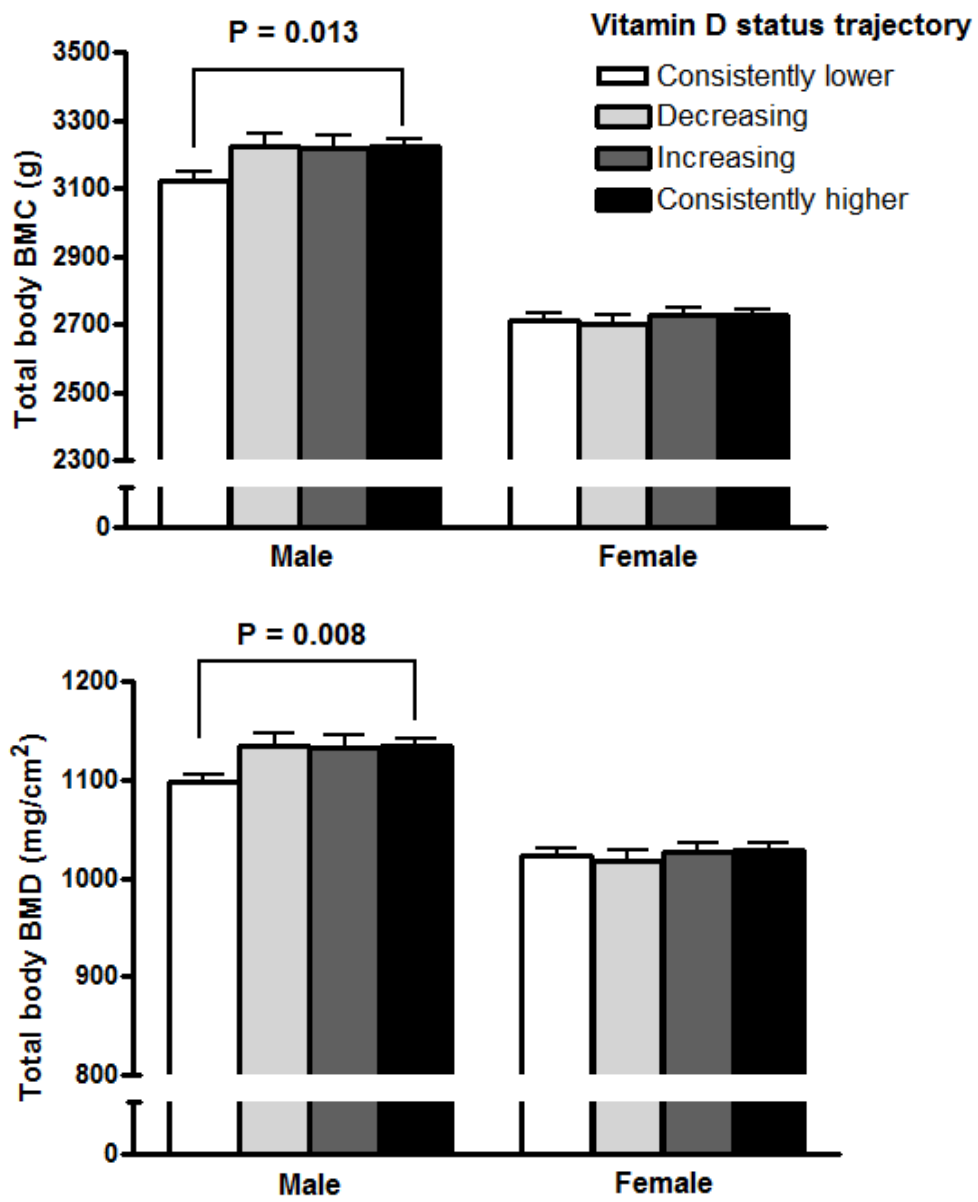 Vitamin D status trajectory
Consistently lower
Decreasing
Increasing
Consistently higher
P = 0.013
Total body BMC (g)
3500
3300
3100
2900
2700
2500
2300
0
Male Female
P = 0.008
Total body BMD (mg/cm²)
1200
1100
1000
900
800
0
Male Female